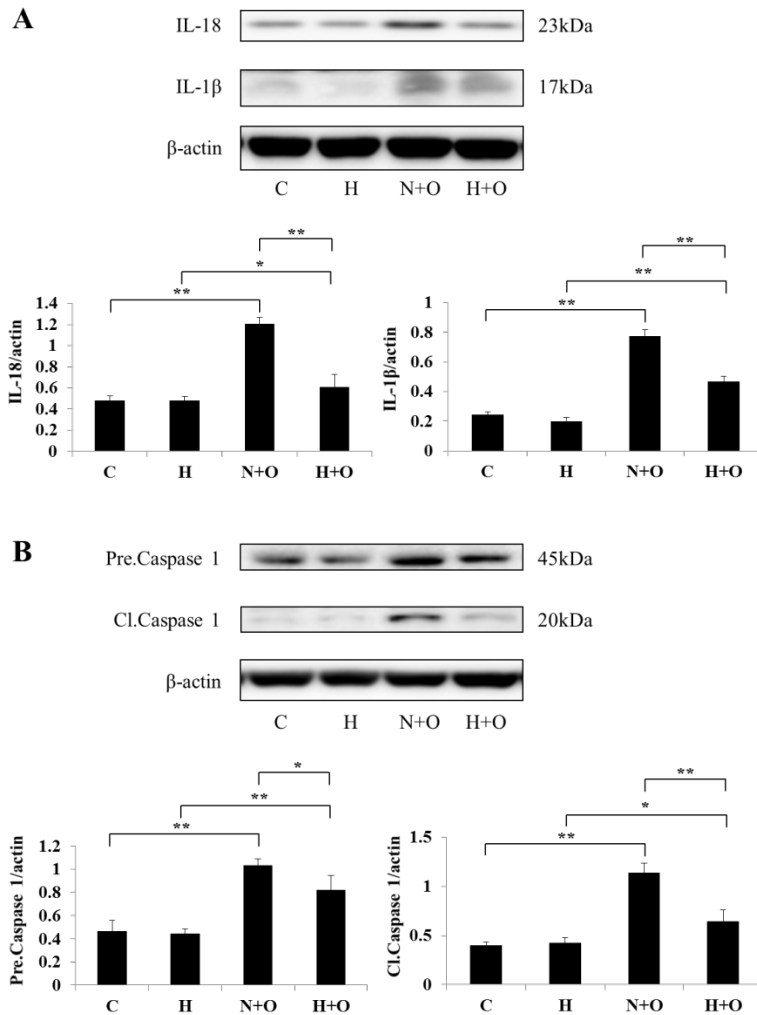 A
IL-18 23kDa
IL-1β 17kDa
β-actin
C H N+O H+O
**
*
**
IL-18/actin
1.4
1.2
1
0.8
0.6
0.4
0.2
0
C H N+O H+O
**
**
**
IL-1β/actin
1
0.8
0.6
0.4
0.2
0
C H N+O H+O
B
Pre.Caspase 1 45kDa
Cl.Caspase 1 20kDa
β-actin
C H N+O H+O
*
**
**
Pre.Caspase 1/actin
1.2
1
0.8
0.6
0.4
0.2
0
C H N+O H+O
**
*
**
Cl.Caspase 1/actin
1.5
1
0.5
0
C H N+O H+O